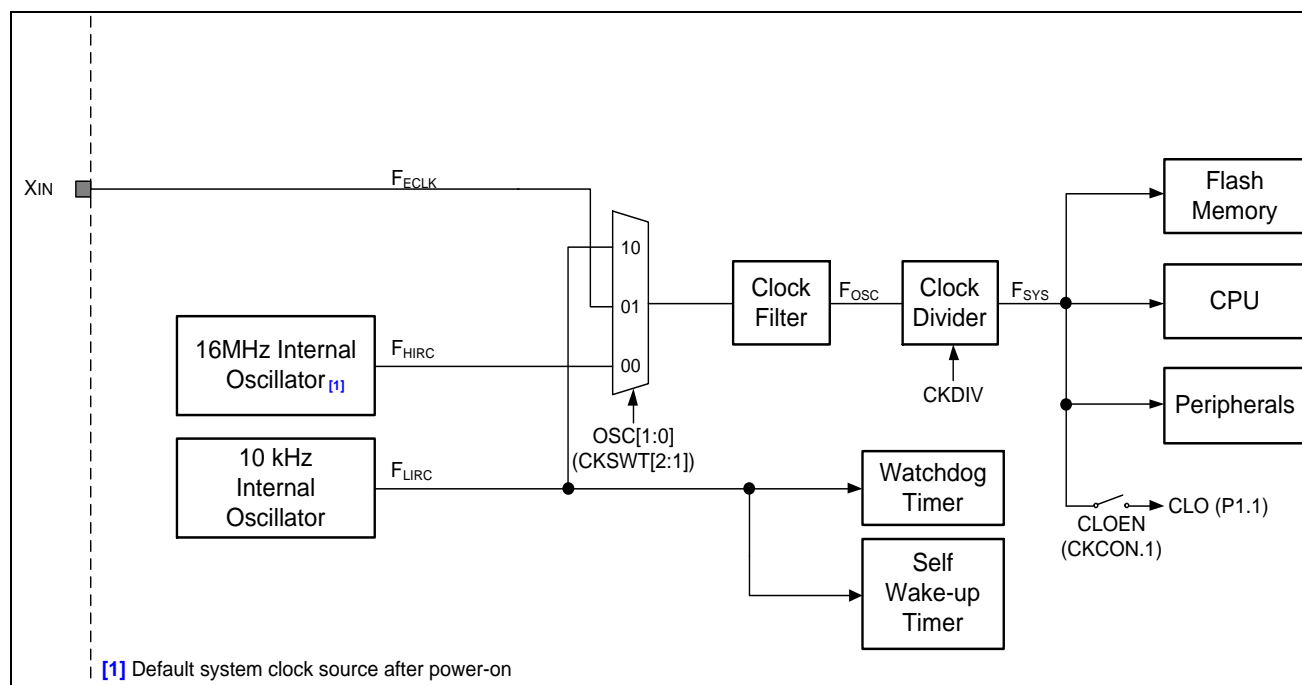 XIN
FECLK
10
01
00
16MHz Internal
Oscillator[1]
FHIRC
10 kHz
Internal
Oscillator
FLIRC
OSC[1:0]
(CKSWT[2:1])
Clock
Filter
FOSC
Clock
Divider
CKDIV
FSYS
Flash
Memory
CPU
Peripherals
CLOEN
(CKCON.1)
CLO (P1.1)
Watchdog
Timer
Self
Wake-up
Timer
[1] Default system clock source after power-on